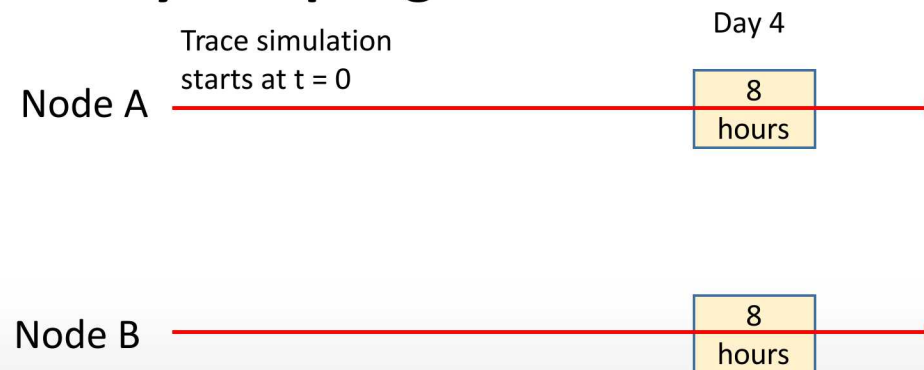 Day 4
Trace simulation
starts at t = 0
Node A
8
hours
Node B
8
hours